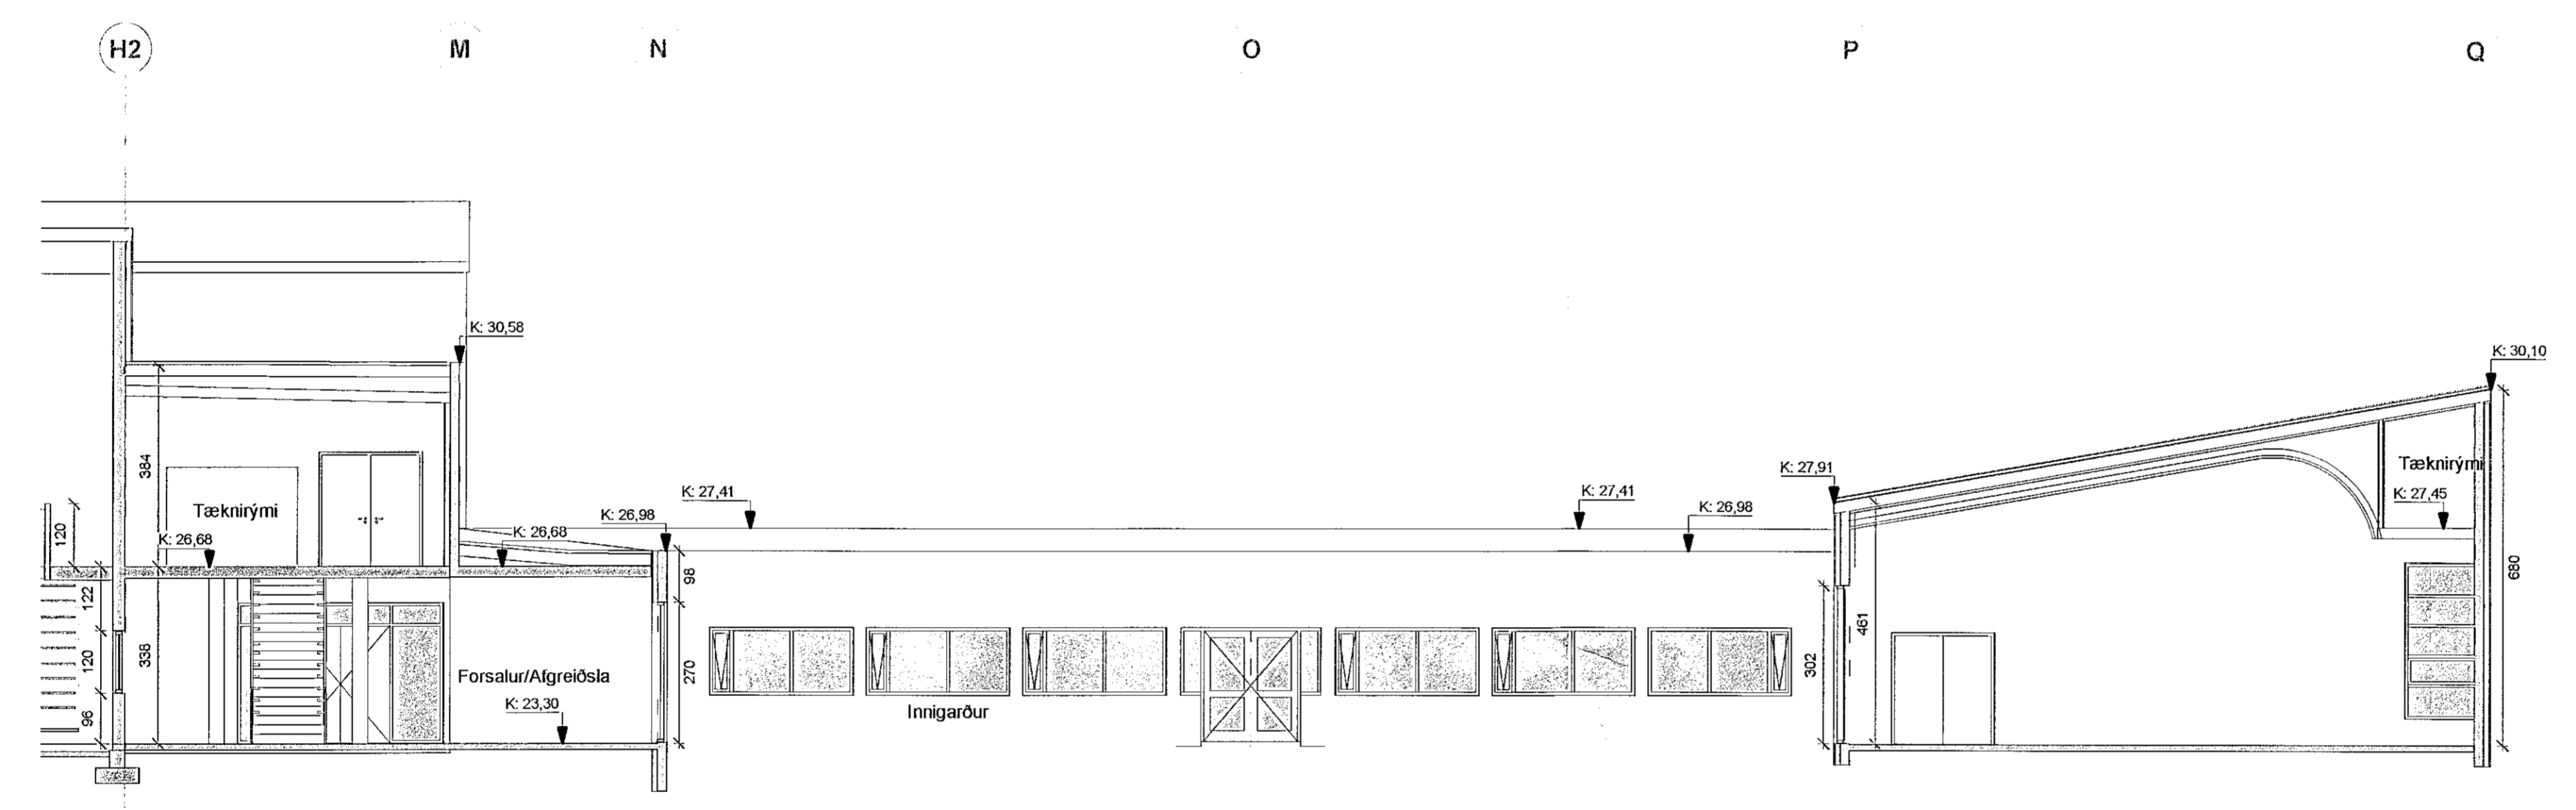 H2 M N O P Q
K: 30,58
K: 30,10
384
Tæknirými
K: 26,68
120
K: 26,68
K: 26,98
K: 27,41
K: 27,41
K: 26,98
K: 27,91
Tæknirými
K: 27,45
122
120
96
338
Forsalur/Afgreiðsla
K: 23,30
98
270
Innigarður
302
461
680